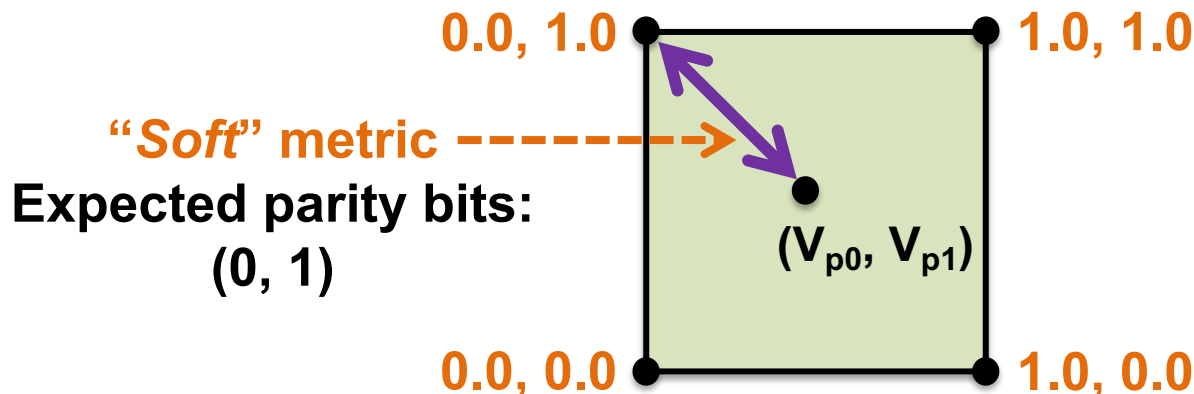 0.0, 1.0
1.0, 1.0
“Soft” metric
Expected parity bits:
(0, 1)
(Vp0, Vp1)
0.0, 0.0
1.0, 0.0